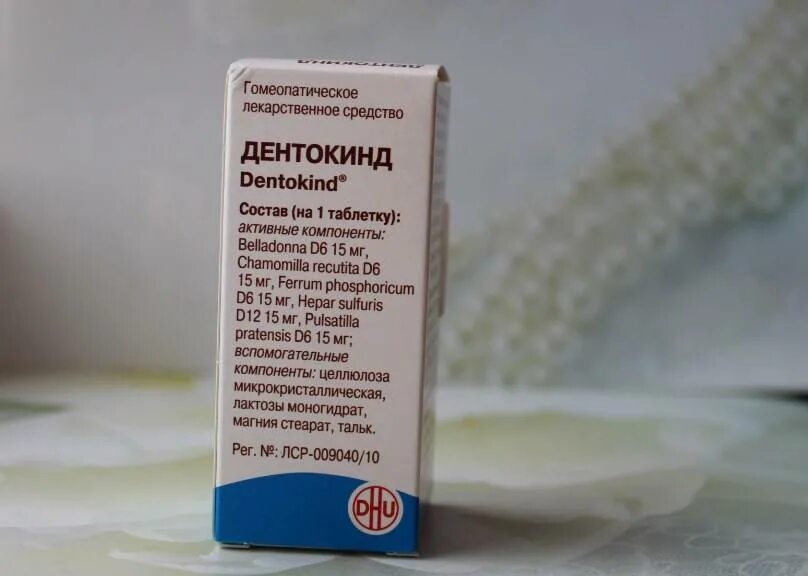 ДЕНТОКИНД
Гомеопатическое
лекарственное средство
ДЕНТОКИНД
Dentokind®
Состав (на 1 таблетку):
активные компоненты:
Belladonna D6 15 мг,
Chamomilla recutita D6
15 мг, Ferrum phosphoricum
D6 15 мг, Hepar sulfuris
D12 15 мг, Pulsatilla
pratensis D6 15 мг;
вспомогательные
компоненты: целлюлоза
микрокристаллическая,
лактозы моногидрат,
магния стеарат, тальк.
Рег. №: ЛСР-009040/10
DHU